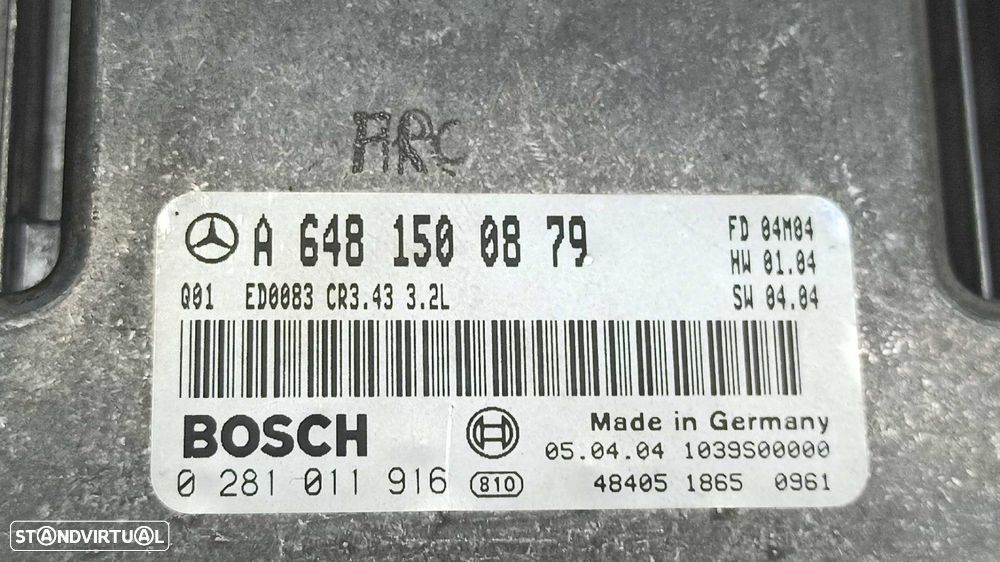 ARC
A 648 150 08 79
FD 04M04
HW 01.04
Q01 ED0083 CR3.43 3.2L
SW 04.04
BOSCH
Made in Germany
05.04.04 1039S00000
0 281 011 916
810
48405 1865 0961
STANDVIRTUAL